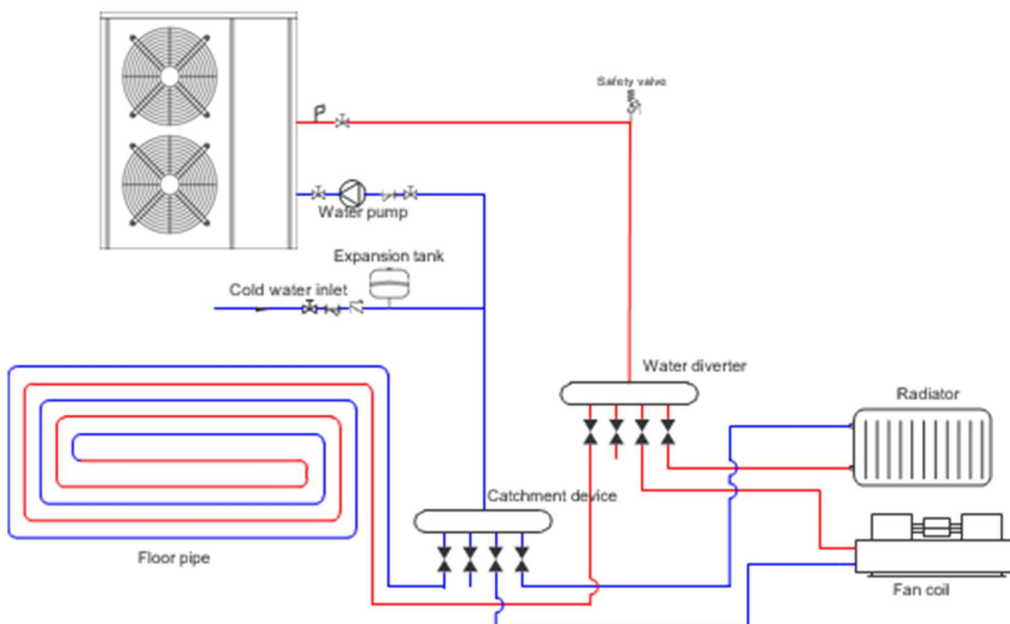 Safety valve
Water pump
Expansion tank
Cold water inlet
Water diverter
Radiator
Catchment device
Floor pipe
Fan coil